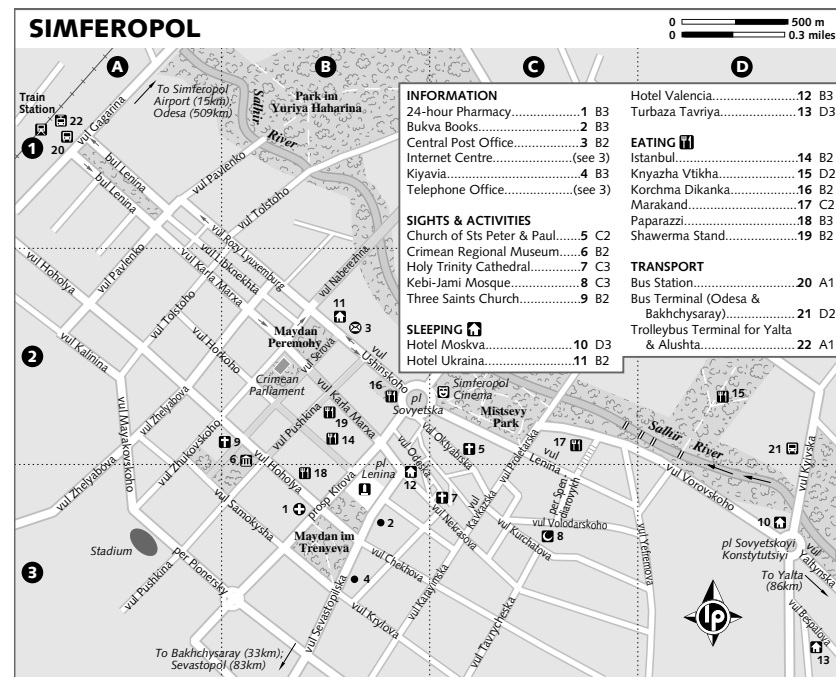 SIMFEROPOL
0 500 m
0 0.3 miles
A
B
C
D
1
2
3
INFORMATION
24-hour Pharmacy 1 B3
Bukva Books 2 B3
Central Post Office 3 B2
Internet Centre (see 3)
Kiyavia 4 B3
Telephone Office (see 3)
SIGHTS & ACTIVITIES
Church of Sts Peter & Paul 5 C2
Crimean Regional Museum 6 B2
Holy Trinity Cathedral 7 C3
Kebi-Jami Mosque 8 C3
Three Saints Church 9 B2
SLEEPING
Hotel Moskva 10 D3
Hotel Ukraina 11 B2
Hotel Valencia 12 B3
Turbaza Tavriya 13 D3
EATING
Istanbul 14 B2
Knyazha Vtikha 15 D2
Korchma Dikanka 16 B2
Marakand 17 C2
Paparazzi 18 B3
Shawerma Stand 19 B2
TRANSPORT
Bus Station 20 A1
Bus Terminal (Odesa &
Bakhchysaray) 21 D2
Trolleybus Terminal for Yalta
& Alushta 22 A1
Train
Station
22
20
vul Gagarina
To Simferopol
Airport (15km);
Odesa (509km)
Salhir
River
Park im
Yuriya Haharina
bul Lenina
bul Lenina
vul Pavlenko
vul Tolstoho
vul Rozy Lyuxemburg
vul Libknekhta
vul Karla Marxa
vul Naberezhna
vul Hoholya
vul Pavlenko
vul Tolstoho
vul Horkoho
vul Kalinina
vul Mayakovskoho
vul Zhelyabova
vul Zhukovskoho
vul Zhelyabova
11
3
Maydan
Peremohy
vul Serova
vul
Ushinskoho
Crimean
Parliament
vul Pushkina
vul Karla Marxa
16
19
14
18
9
6
vul Hoholya
vul Samokysha
pl
Sovyetska
Simferopol
Cinema
Mistsevy
Park
vul Odeska
vul Oktyabrska
5
vul Proletarska
17
vul
Lenina
15
Salhir
River
21
vul Kyivska
vul Vorovskoho
pl
Lenina
prosp Kirova
12
1
2
7
vul Nekrasova
vul
Kavkazska
per Spen-
diarovykh
vul Volodarskoho
8
vul Kurchatova
vul Yefremova
10
pl Sovyetskoyi
Konstytutsiyi
vul
Yaltynska
To Yalta
(86km)
vul Bespalova
13
Maydan im
Trenyeva
4
vul Chekhova
vul Krylova
vul Karayimska
vul Tavrycheska
vul Sevastopilska
Stadium
per Pionersky
vul Pushkina
To Bakhchysaray (33km);
Sevastopol (83km)
lp